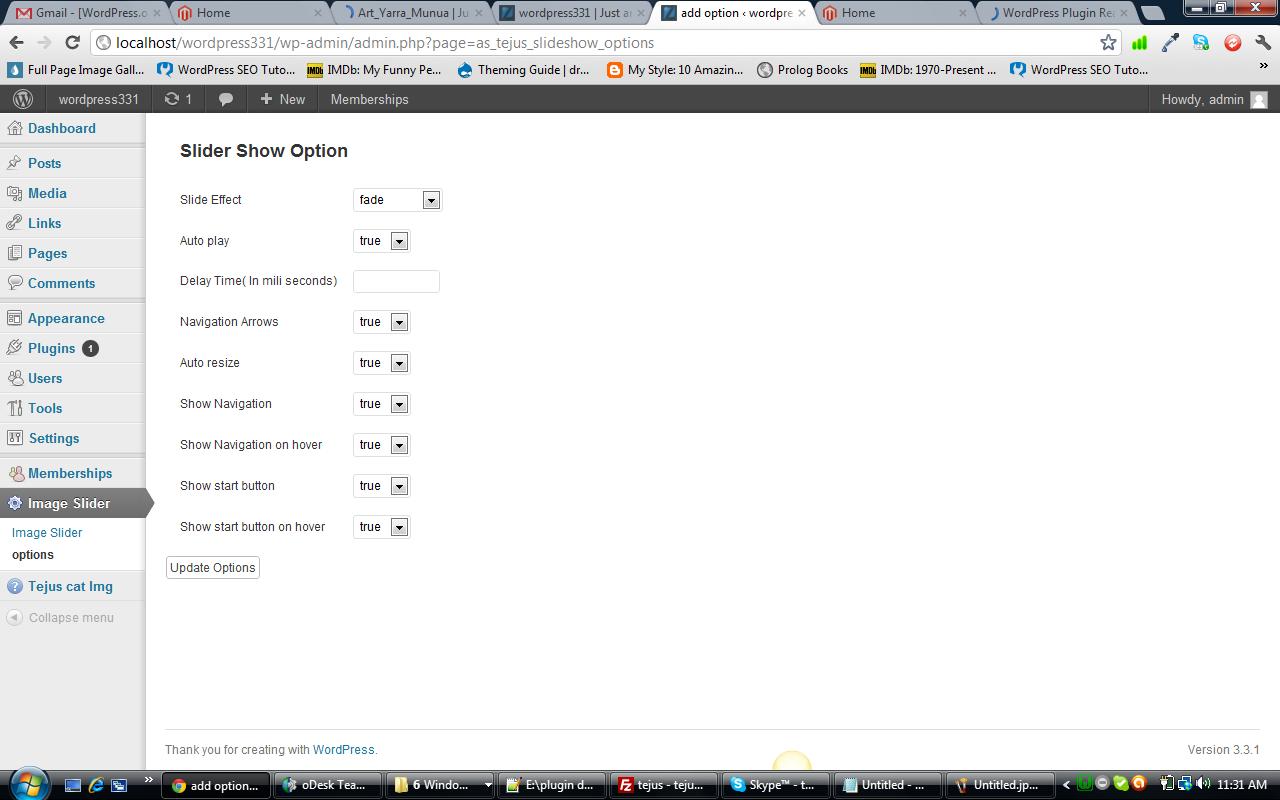 Gmail - [WordPress.o
Home
Art_Yarra_Munua | Ju
wordpress331 | Just ar
add option ‹ wordpre
Home
WordPress Plugin Rea
localhost/wordpress331/wp-admin/admin.php?page=as_tejus_slideshow_options
Full Page Image Gall...
WordPress SEO Tuto...
IMDb IMDb: My Funny Pe...
Theming Guide | dr...
My Style: 10 Amazin...
Prolog Books
IMDb IMDb: 1970-Present ...
WordPress SEO Tuto...
»
wordpress331
1
+ New
Memberships
Howdy, admin
Dashboard
Posts
Media
Links
Pages
Comments
Appearance
Plugins 1
Users
Tools
Settings
Memberships
Image Slider
Image Slider
options
Tejus cat Img
Collapse menu
Slider Show Option
Slide Effect fade
Auto play true
Delay Time( In mili seconds)
Navigation Arrows true
Auto resize true
Show Navigation true
Show Navigation on hover true
Show start button true
Show start button on hover true
Update Options
Thank you for creating with WordPress.
Version 3.3.1
»
add option...
oDesk Tea...
6 Windo...
E:\plugin d...
tejus - teju...
Skype™ - t...
Untitled - ...
Untitled.jp...
11:31 AM